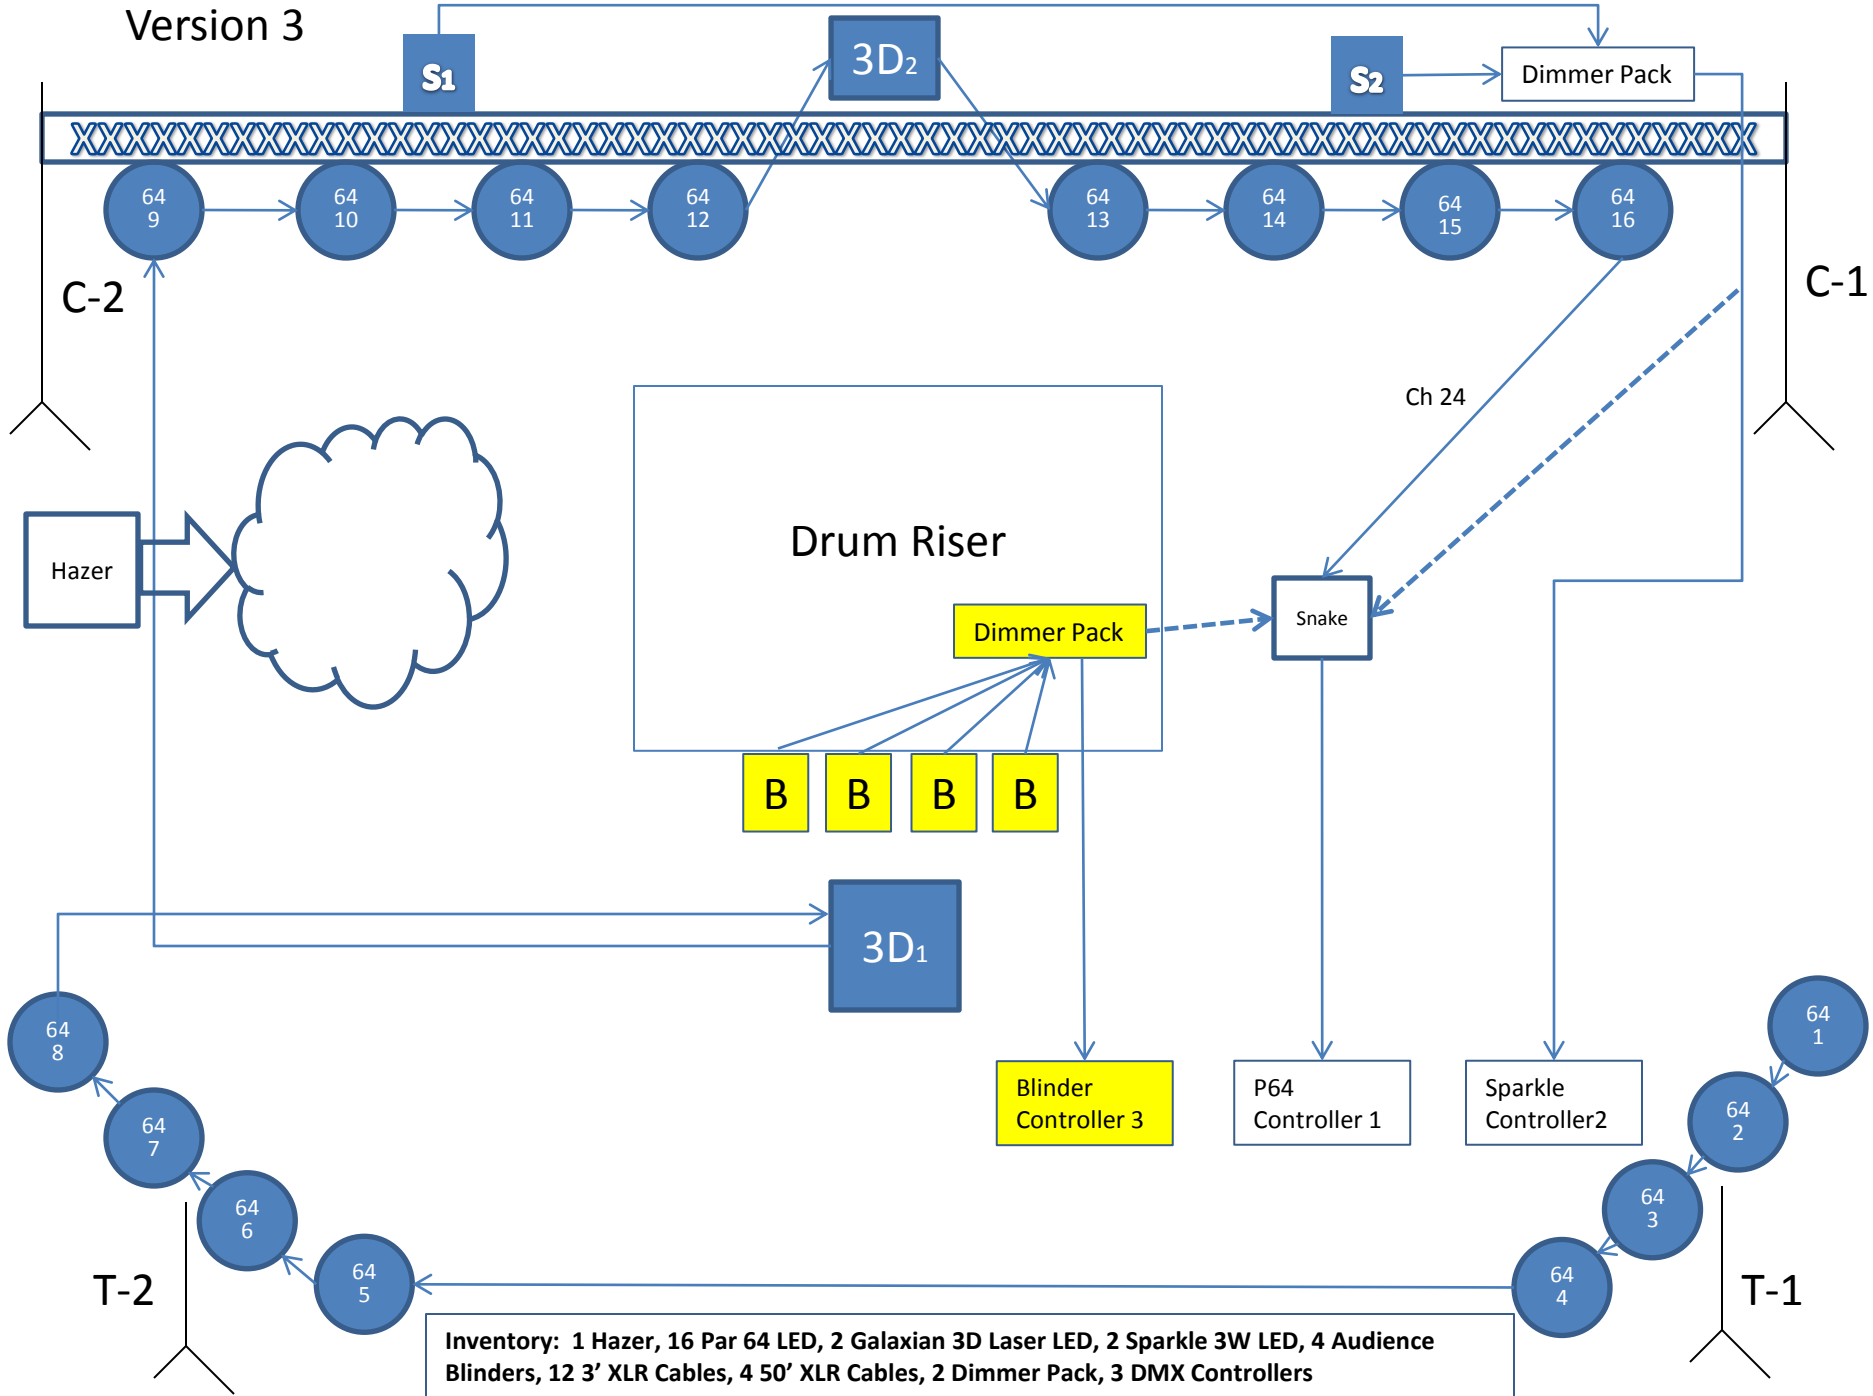 Version 3
S1
3D2
S2
Dimmer Pack
64
9
64
10
64
11
64
12
64
13
64
14
64
15
64
16
C-2
C-1
Ch 24
Hazer
Drum Riser
Dimmer Pack
Snake
B
B
B
B
3D1
64
8
64
1
Blinder
Controller 3
P64
Controller 1
Sparkle
Controller2
64
7
64
2
64
6
64
3
64
5
64
4
T-2
T-1
Inventory: 1 Hazer, 16 Par 64 LED, 2 Galaxian 3D Laser LED, 2 Sparkle 3W LED, 4 Audience
Blinders, 12 3’ XLR Cables, 4 50’ XLR Cables, 2 Dimmer Pack, 3 DMX Controllers